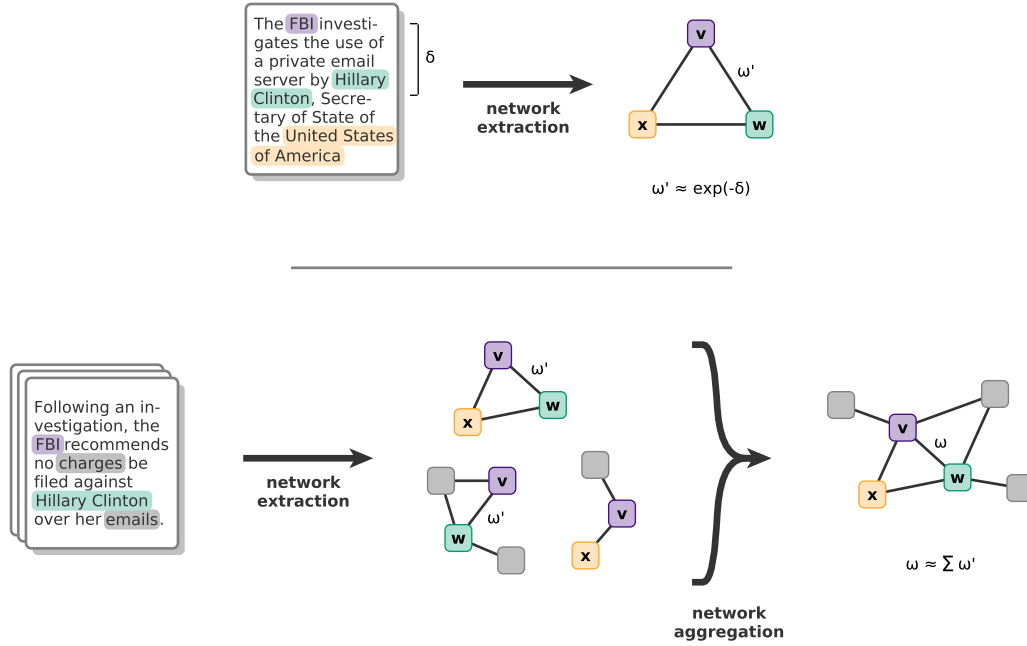 The FBI investi-
gates the use of
a private email
server by Hillary
Clinton, Secre-
tary of State of
the United States
of America
δ
network
extraction
v
ω'
x
w
ω' ≈ exp(-δ)
Following an in-
vestigation, the
FBI recommends
no charges be
filed against
Hillary Clinton
over her emails.
network
extraction
v
ω'
w
x
v
ω'
w
v
x
network
aggregation
v
ω
w
x
ω ≈ ∑ ω'